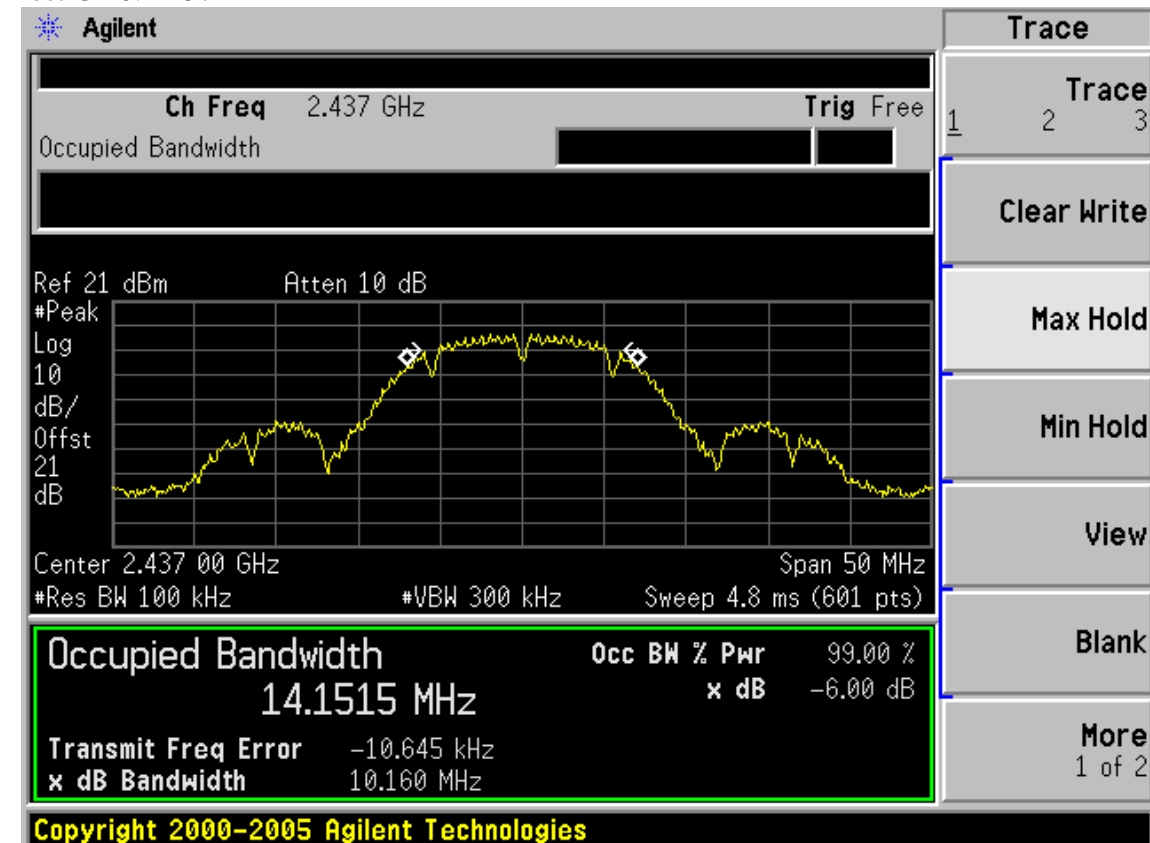 Agilent
Trace
Ch Freq 2.437 GHz Trig Free
Occupied Bandwidth
Trace
1 2 3
Clear Write
Max Hold
Min Hold
View
Blank
More
1 of 2
Ref 21 dBm Atten 10 dB
#Peak
Log
10
dB/
Offst
21
dB
Center 2.437 00 GHz Span 50 MHz
#Res BW 100 kHz #VBW 300 kHz Sweep 4.8 ms (601 pts)
Occupied Bandwidth Occ BW % Pwr 99.00 %
14.1515 MHz x dB -6.00 dB
Transmit Freq Error -10.645 kHz
x dB Bandwidth 10.160 MHz
Copyright 2000-2005 Agilent Technologies